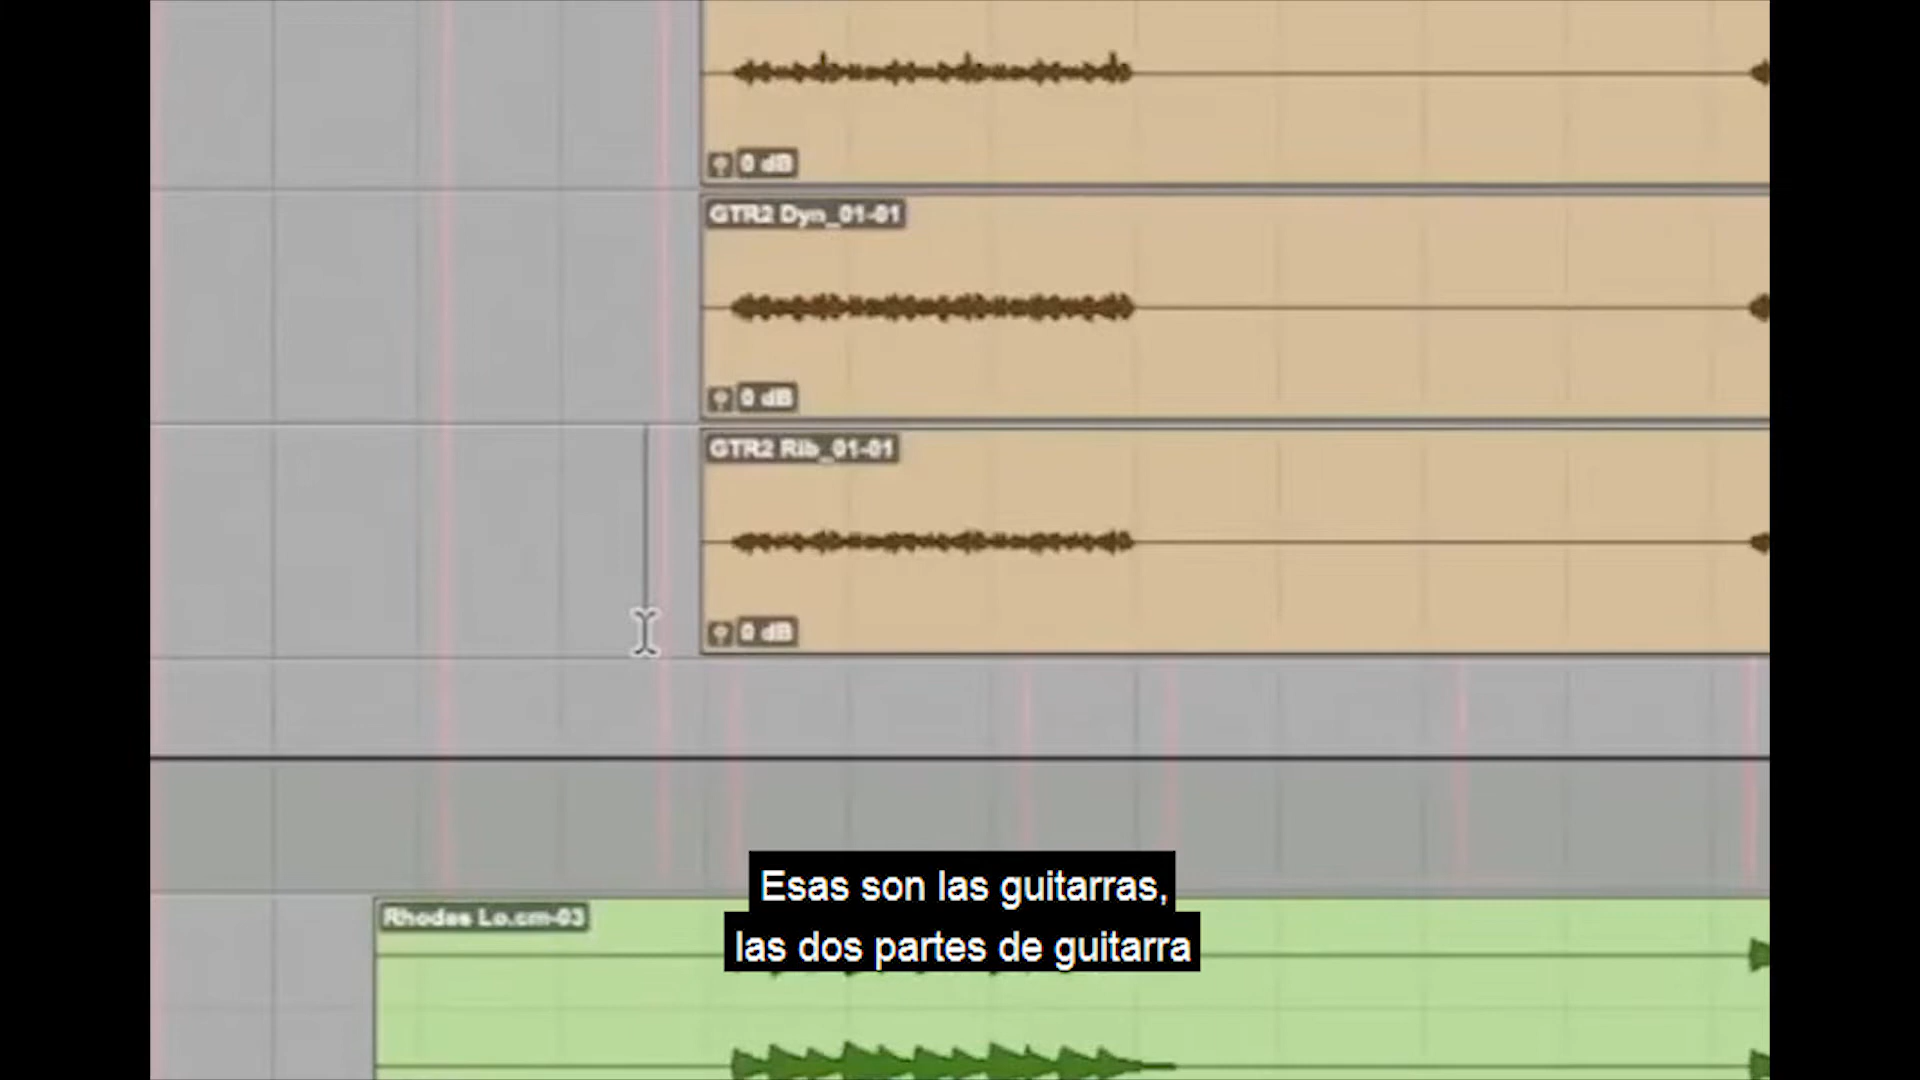 0 dB
GTR2 Dyn_01-01
0 dB
GTR2 Rib_01-01
0 dB
Esas son las guitarras,
las dos partes de guitarra
Rhodes Lo.cm-03